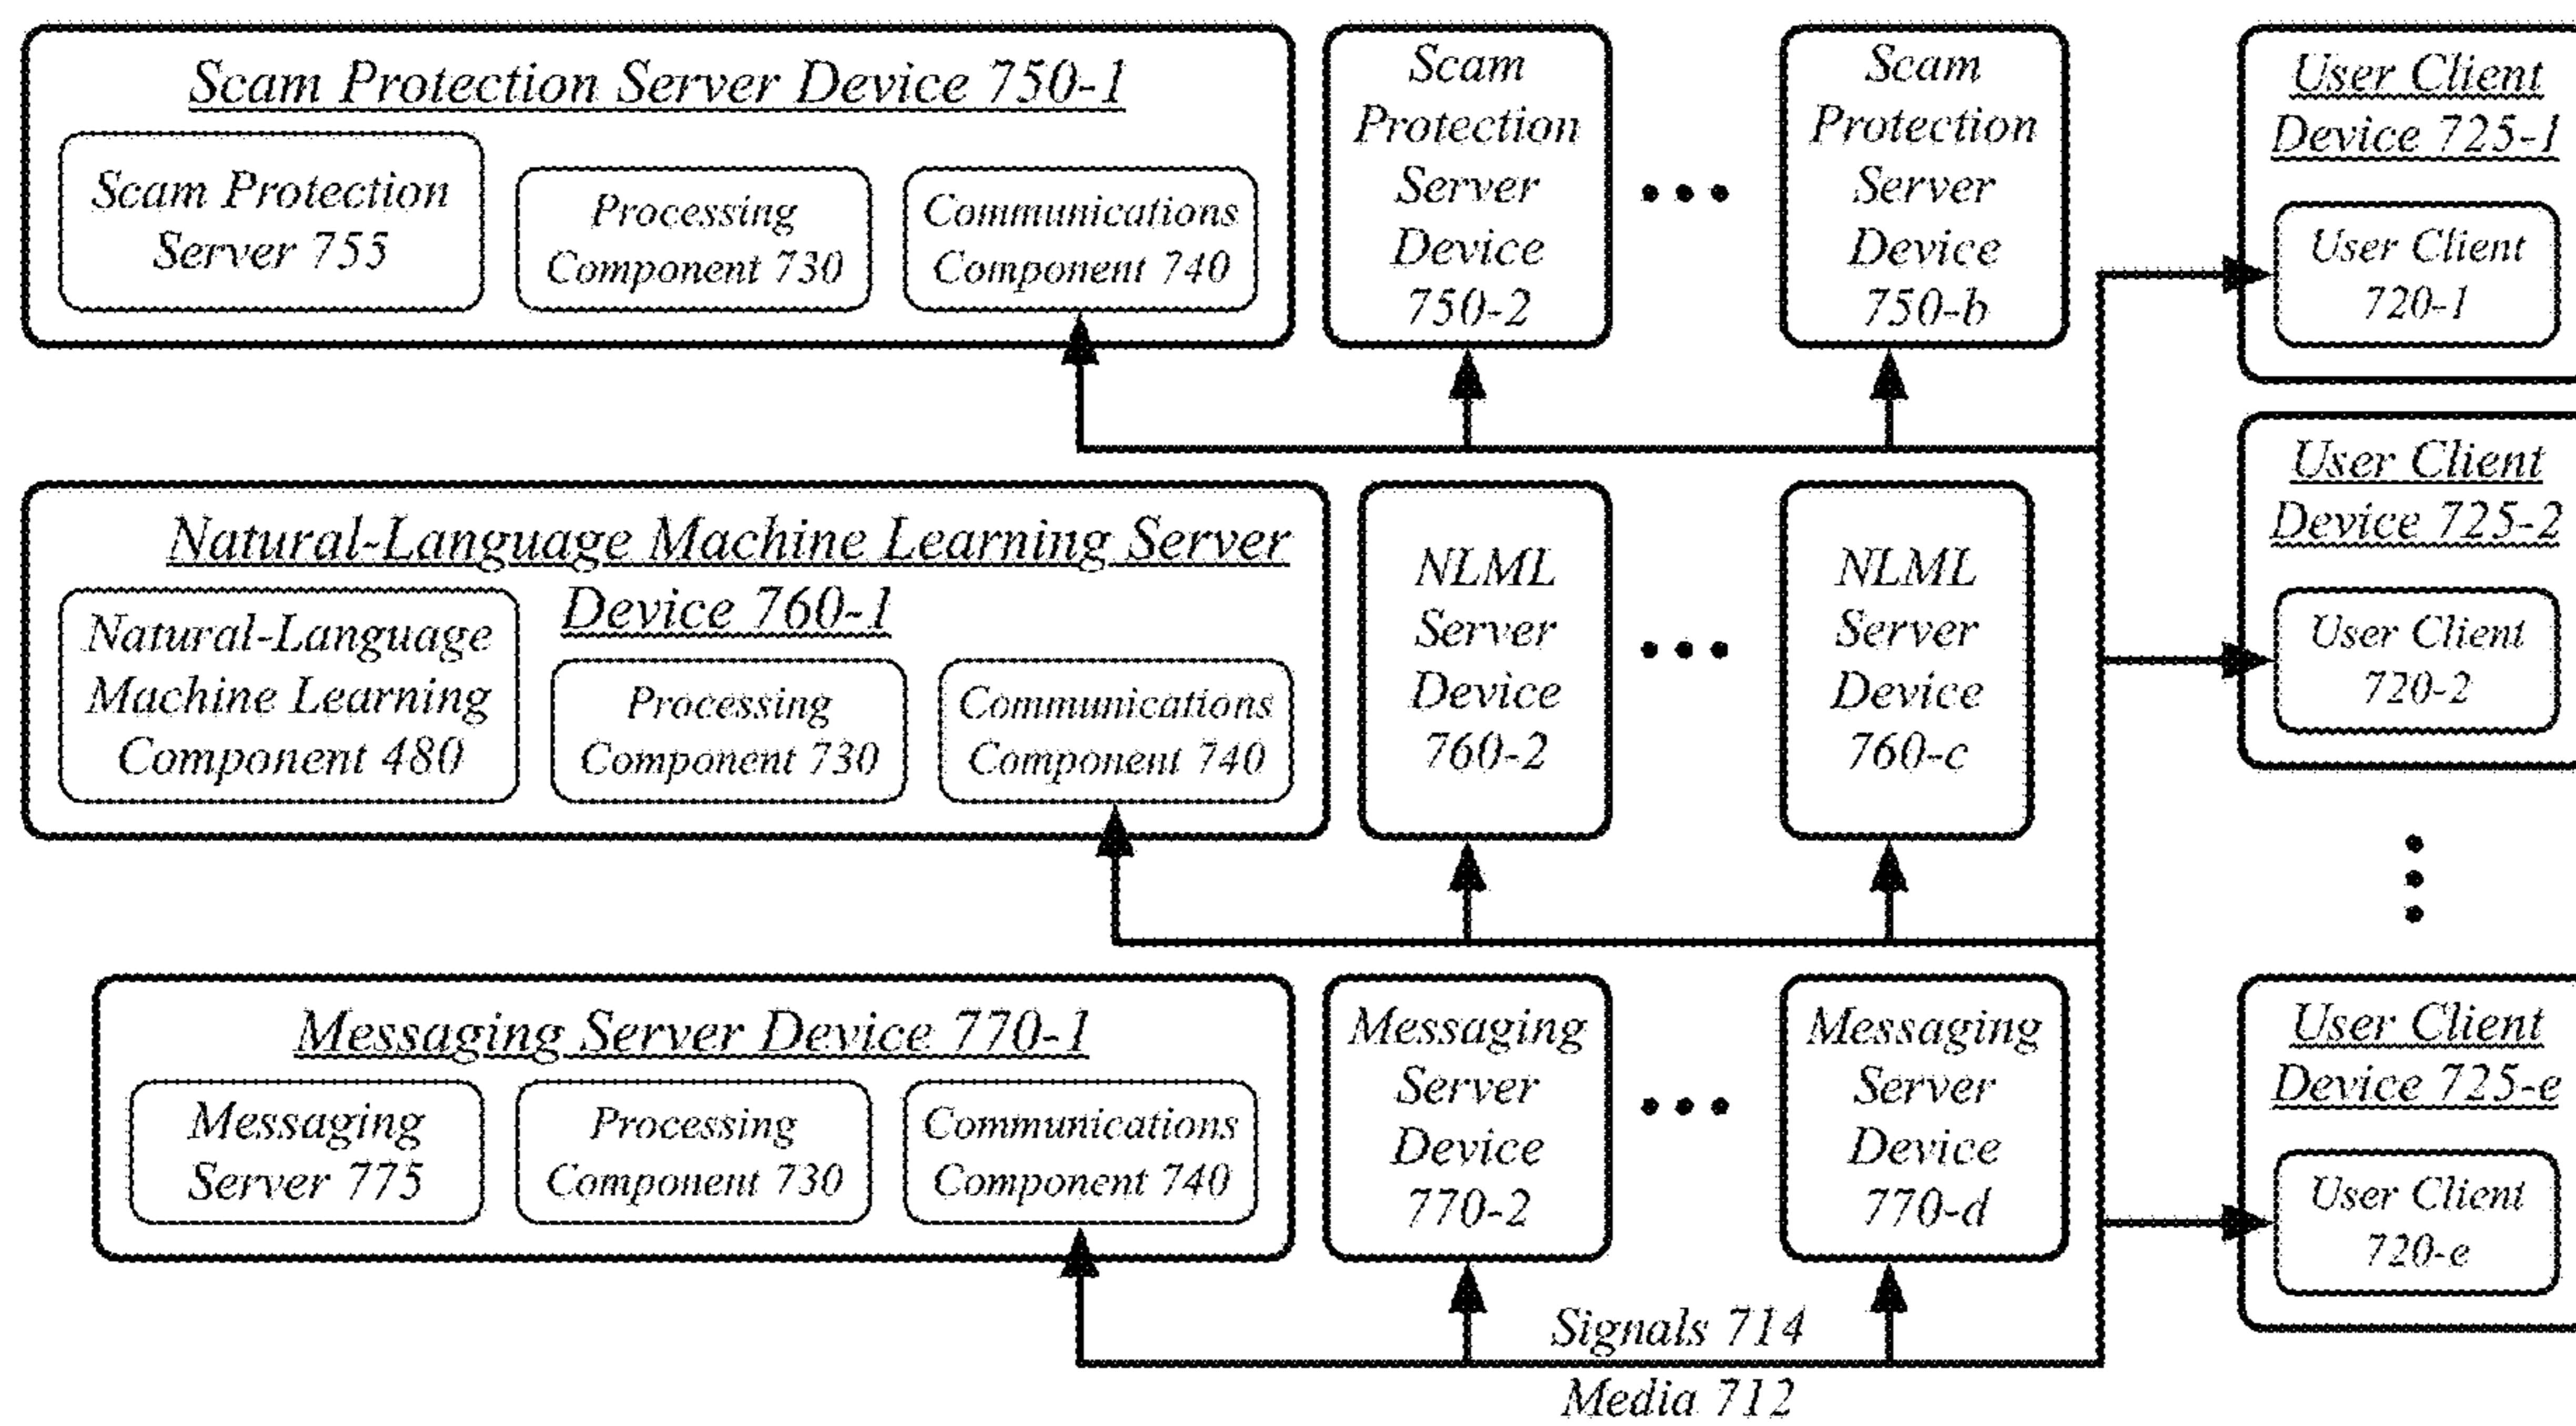 Scam Protection Server Device 750-1
Scam Protection
Server 755
Processing
Component 730
Communications
Component 740
Scam
Protection
Server
Device
750-2
Scam
Protection
Server
Device
750-b
User Client
Device 725-1
User Client
720-1
Natural-Language Machine Learning Server
Device 760-1
Natural-Language
Machine Learning
Component 480
Processing
Component 730
Communications
Component 740
NLML
Server
Device
760-2
NLML
Server
Device
760-c
User Client
Device 725-2
User Client
720-2
Messaging Server Device 770-1
Messaging
Server 775
Processing
Component 730
Communications
Component 740
Messaging
Server
Device
770-2
Messaging
Server
Device
770-d
User Client
Device 725-e
User Client
720-e
Signals 714
Media 712